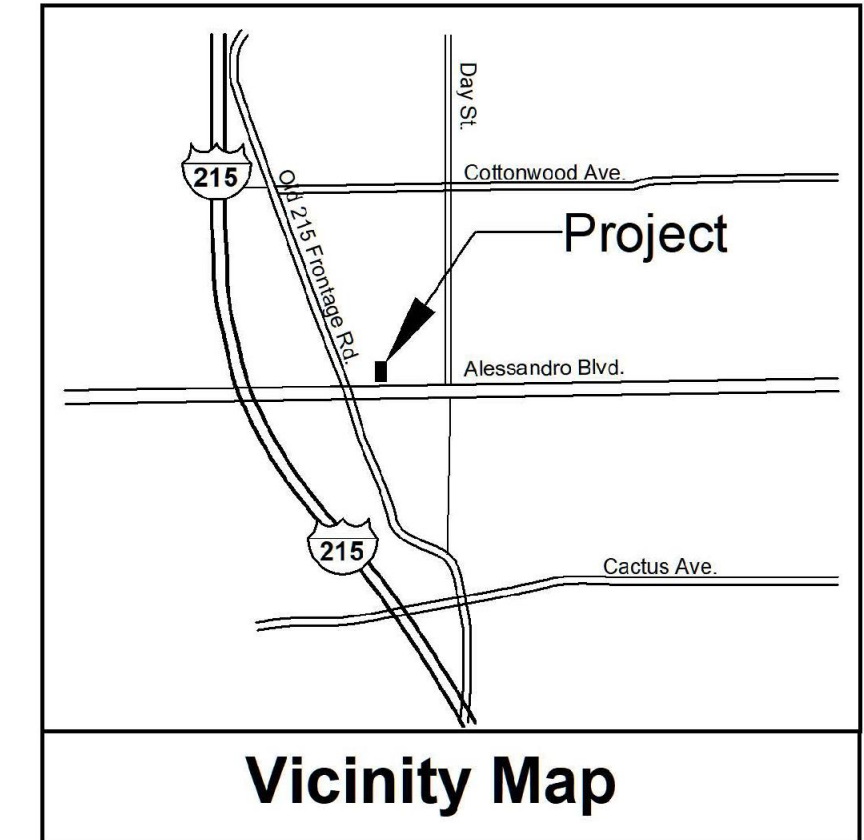 Day St.
215
Cottonwood Ave.
Old 215 Frontage Rd.
Project
Alessandro Blvd.
215
Cactus Ave.
Vicinity Map